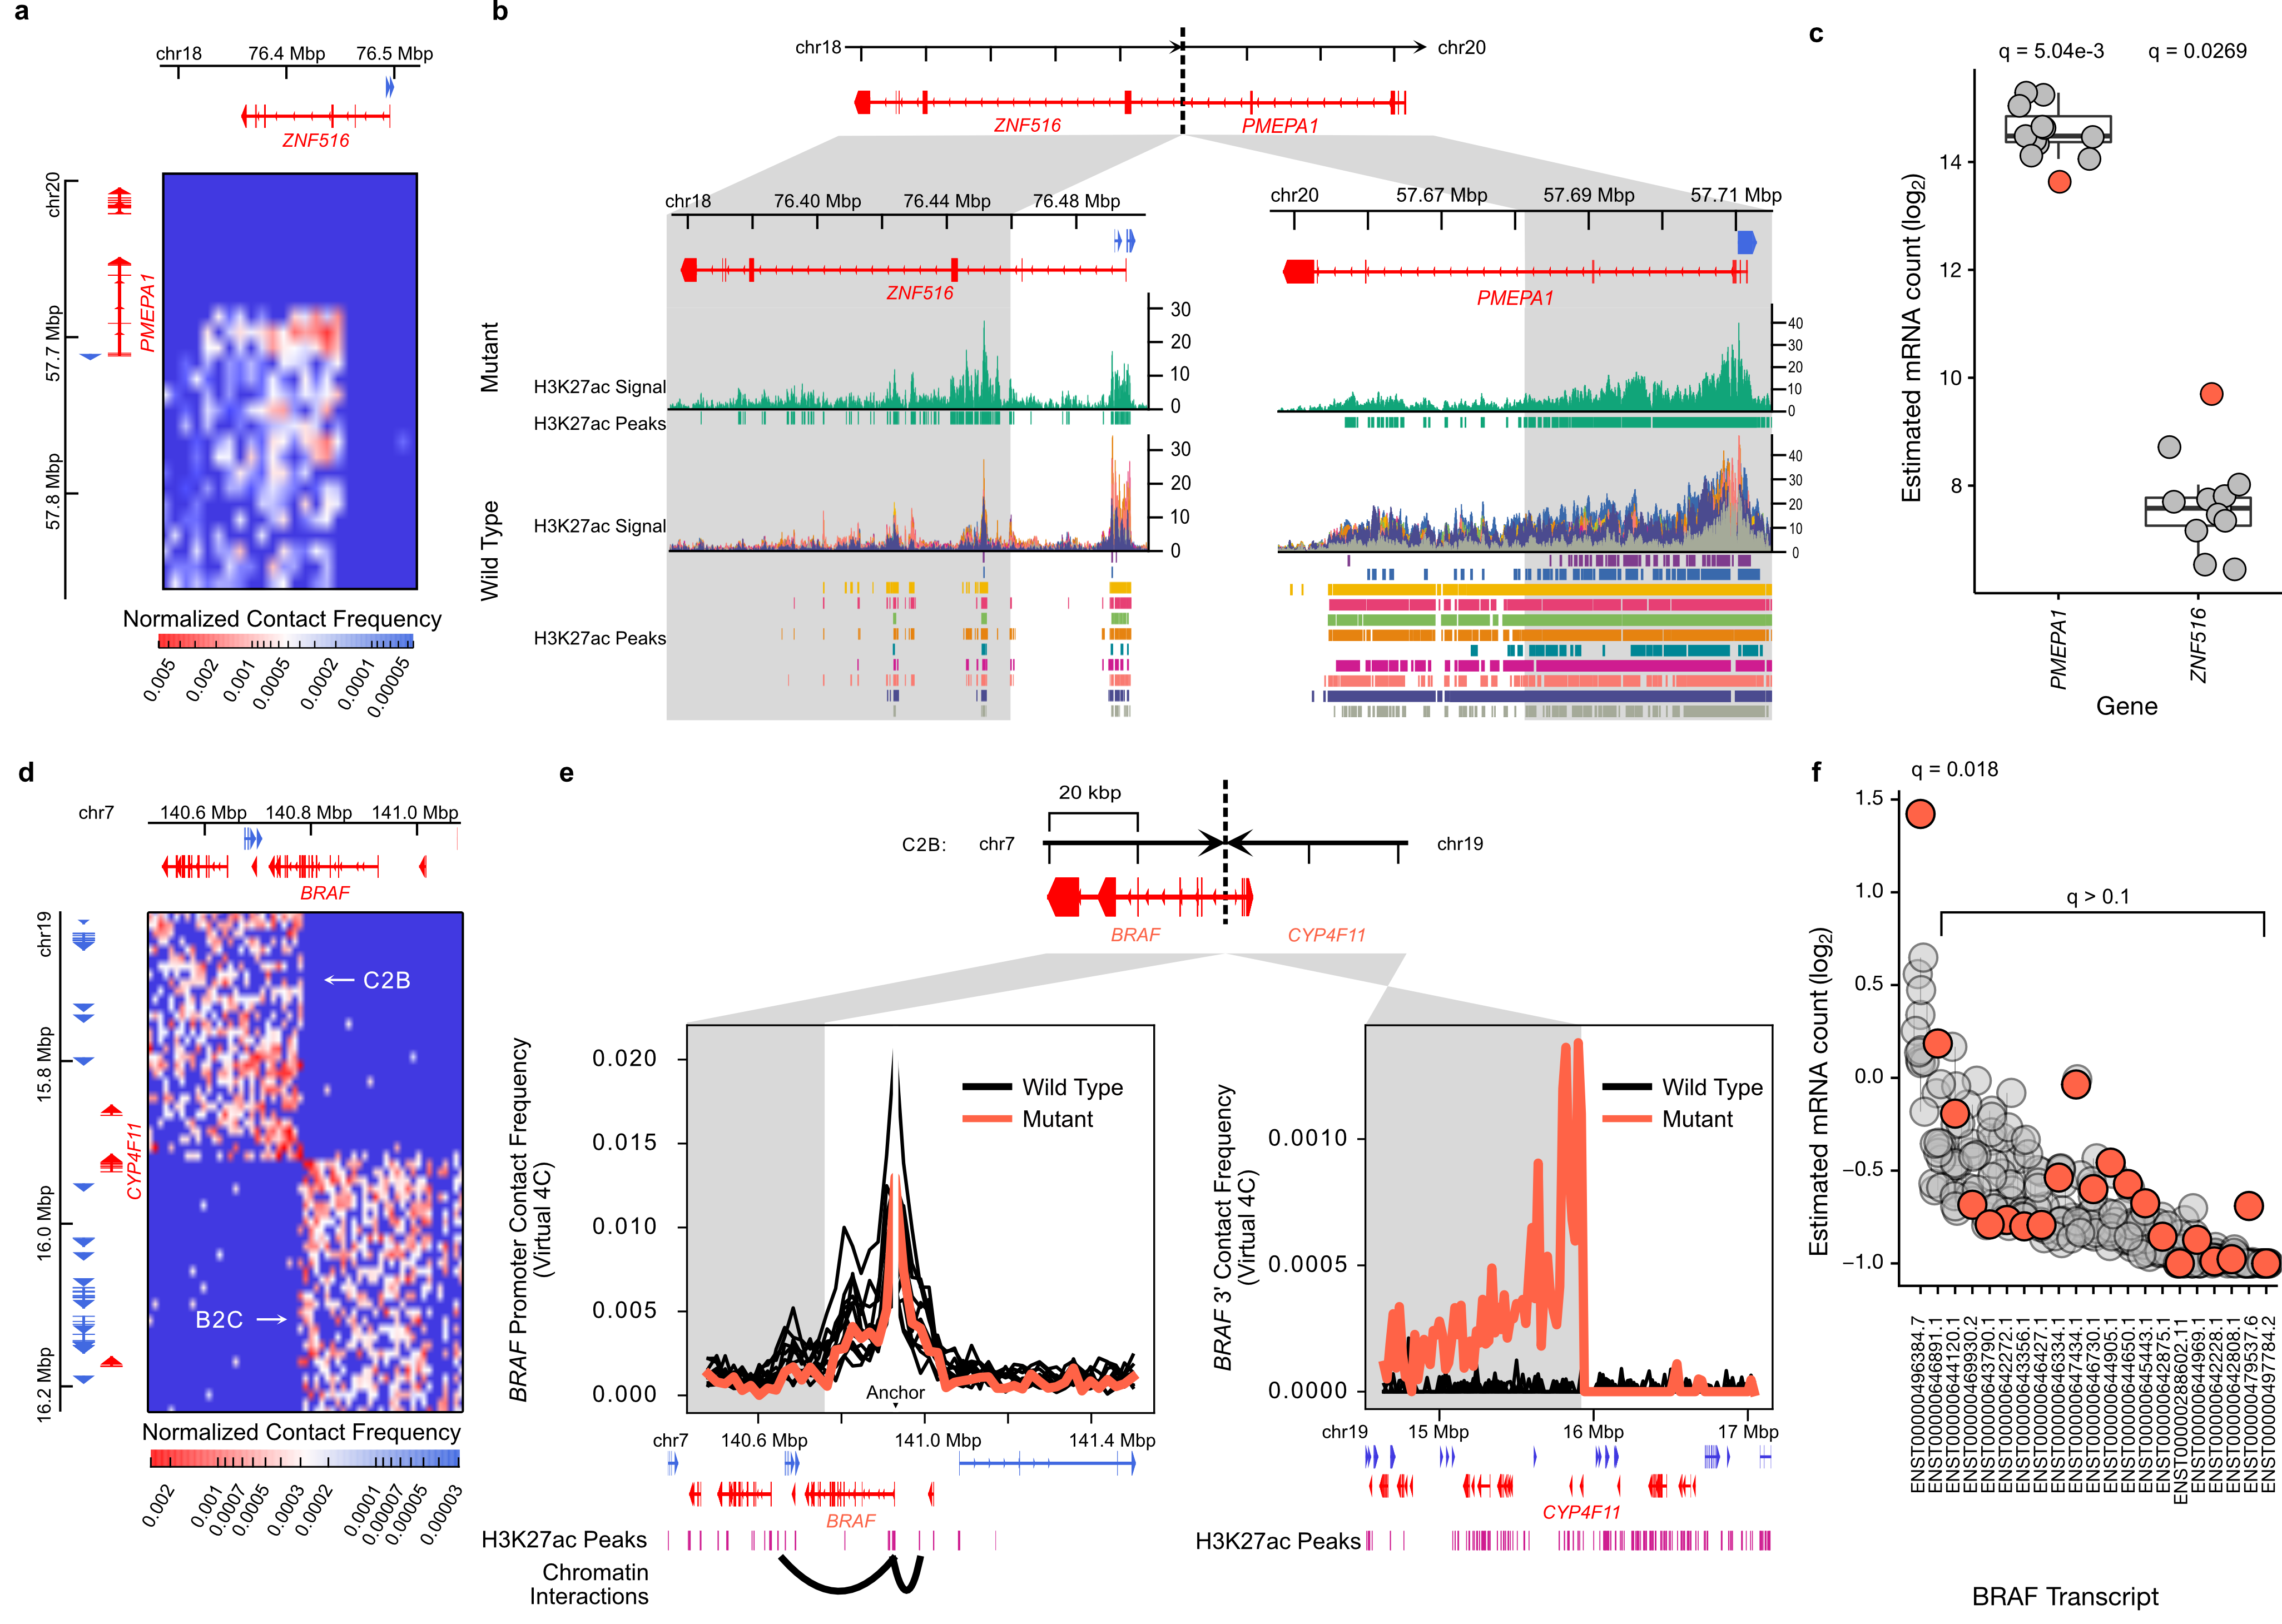 a
chr18 76.4 Mbp 76.5 Mbp
ZNF516
chr20
57.7 Mbp
57.8 Mbp
PMEPA1
Normalized Contact Frequency
0.005 0.002 0.001 0.0005 0.0002 0.0001 0.00005
b
chr18 chr20
ZNF516 PMEPA1
chr18 76.40 Mbp 76.44 Mbp 76.48 Mbp
chr20 57.67 Mbp 57.69 Mbp 57.71 Mbp
ZNF516
PMEPA1
Mutant
H3K27ac Signal
30
20
10
0
40
30
20
10
0
H3K27ac Peaks
Wild Type
H3K27ac Signal
30
20
10
0
40
30
20
10
0
H3K27ac Peaks
c
q = 5.04e-3 q = 0.0269
Estimated mRNA count (log2)
14
12
10
8
PMEPA1 ZNF516
Gene
d
chr7 140.6 Mbp 140.8 Mbp 141.0 Mbp
BRAF
chr19
15.8 Mbp
16.0 Mbp
16.2 Mbp
CYP4F11
C2B
B2C
Normalized Contact Frequency
0.002 0.001 0.0007 0.0005 0.0003 0.0002 0.0001 0.00007 0.00005 0.00003
e
20 kbp
C2B: chr7 chr19
BRAF CYP4F11
BRAF Promoter Contact Frequency
(Virtual 4C)
0.020
0.015
0.010
0.005
0.000
Wild Type
Mutant
Anchor
chr7 140.6 Mbp 141.0 Mbp 141.4 Mbp
BRAF
H3K27ac Peaks
Chromatin
Interactions
BRAF 3' Contact Frequency
(Virtual 4C)
0.0010
0.0005
0.0000
Wild Type
Mutant
chr19 15 Mbp 16 Mbp 17 Mbp
CYP4F11
H3K27ac Peaks
f
q = 0.018
q > 0.1
Estimated mRNA count (log2)
1.5
1.0
0.5
0.0
−0.5
−1.0
ENST00000496384.7
ENST00000646891.1
ENST00000644120.1
ENST00000469930.2
ENST00000643790.1
ENST00000642272.1
ENST00000643356.1
ENST00000646427.1
ENST00000646334.1
ENST00000647434.1
ENST00000646730.1
ENST00000644905.1
ENST00000644650.1
ENST00000645443.1
ENST00000642875.1
ENST00000288602.11
ENST00000644969.1
ENST00000642228.1
ENST00000642808.1
ENST00000479537.6
ENST00000497784.2
BRAF Transcript